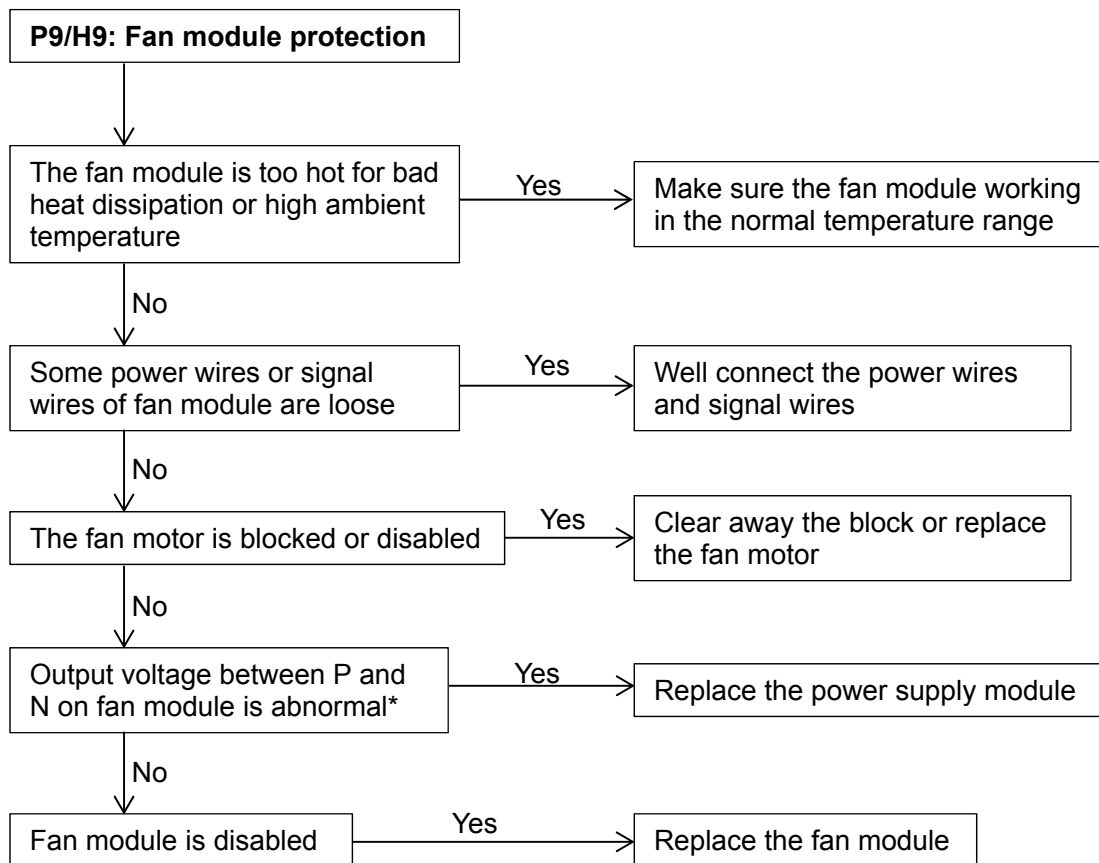 P9/H9: Fan module protection
The fan module is too hot for bad
heat dissipation or high ambient
temperature
Yes
Make sure the fan module working
in the normal temperature range
No
Some power wires or signal
wires of fan module are loose
Yes
Well connect the power wires
and signal wires
No
The fan motor is blocked or disabled
Yes
Clear away the block or replace
the fan motor
No
Output voltage between P and
N on fan module is abnormal*
Yes
Replace the power supply module
No
Fan module is disabled
Yes
Replace the fan module